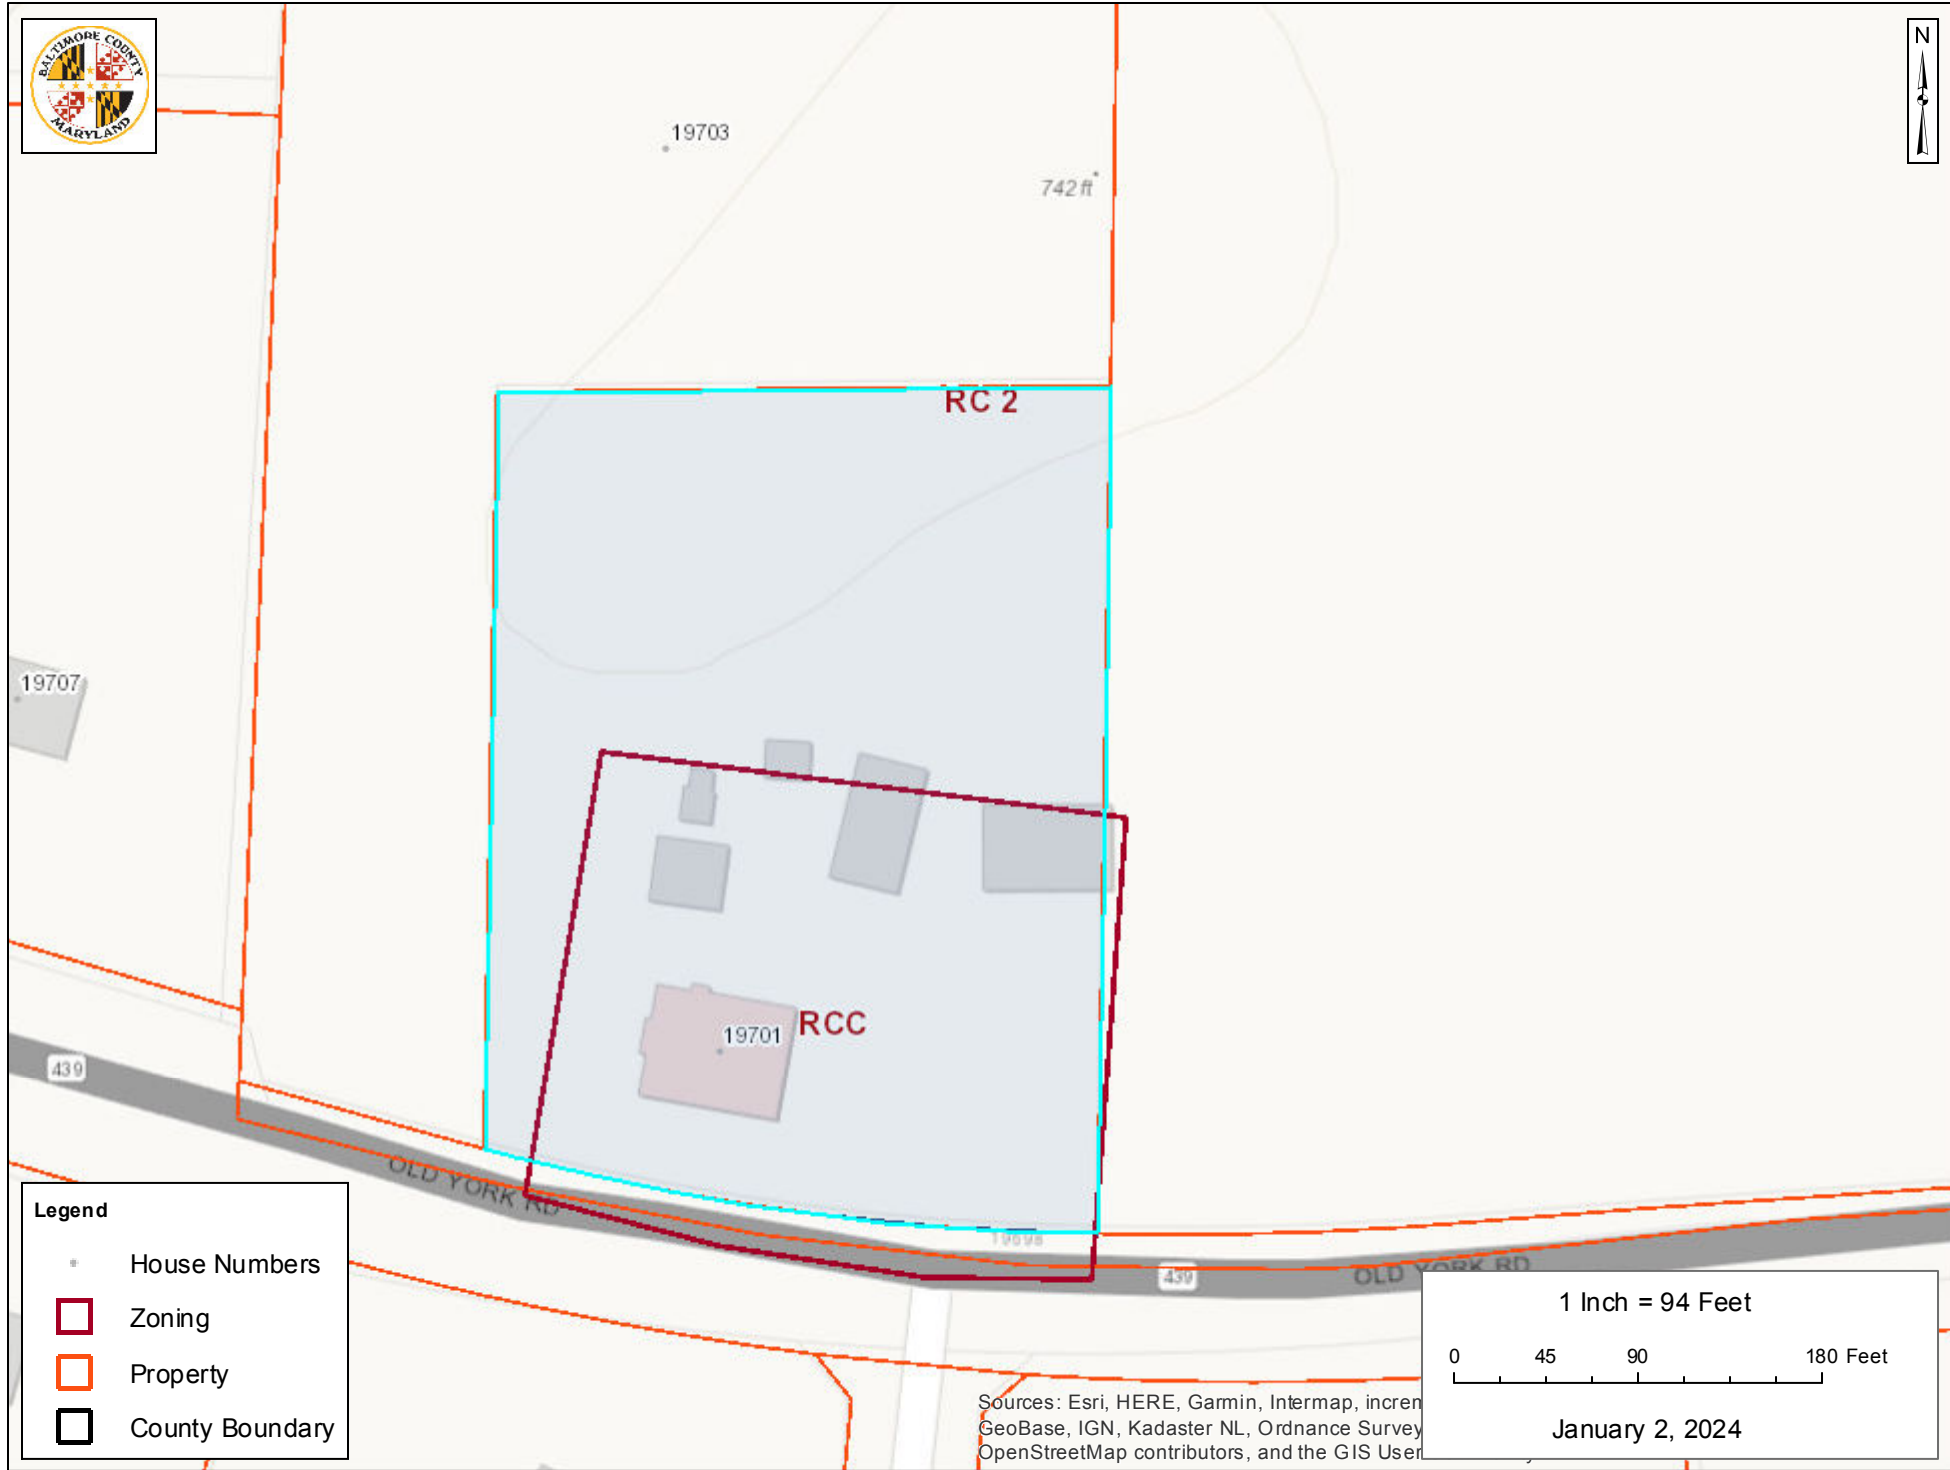 BALTIMORE COUNTY
MARYLAND
N
19703
742 ft
RC 2
19707
RCC
19701
439
OLD YORK RD
19698
439
OLD YORK RD
Legend
House Numbers
Zoning
Property
County Boundary
1 Inch = 94 Feet
0 45 90 180 Feet
January 2, 2024
Sources: Esri, HERE, Garmin, Intermap, increm
GeoBase, IGN, Kadaster NL, Ordnance Survey
OpenStreetMap contributors, and the GIS User